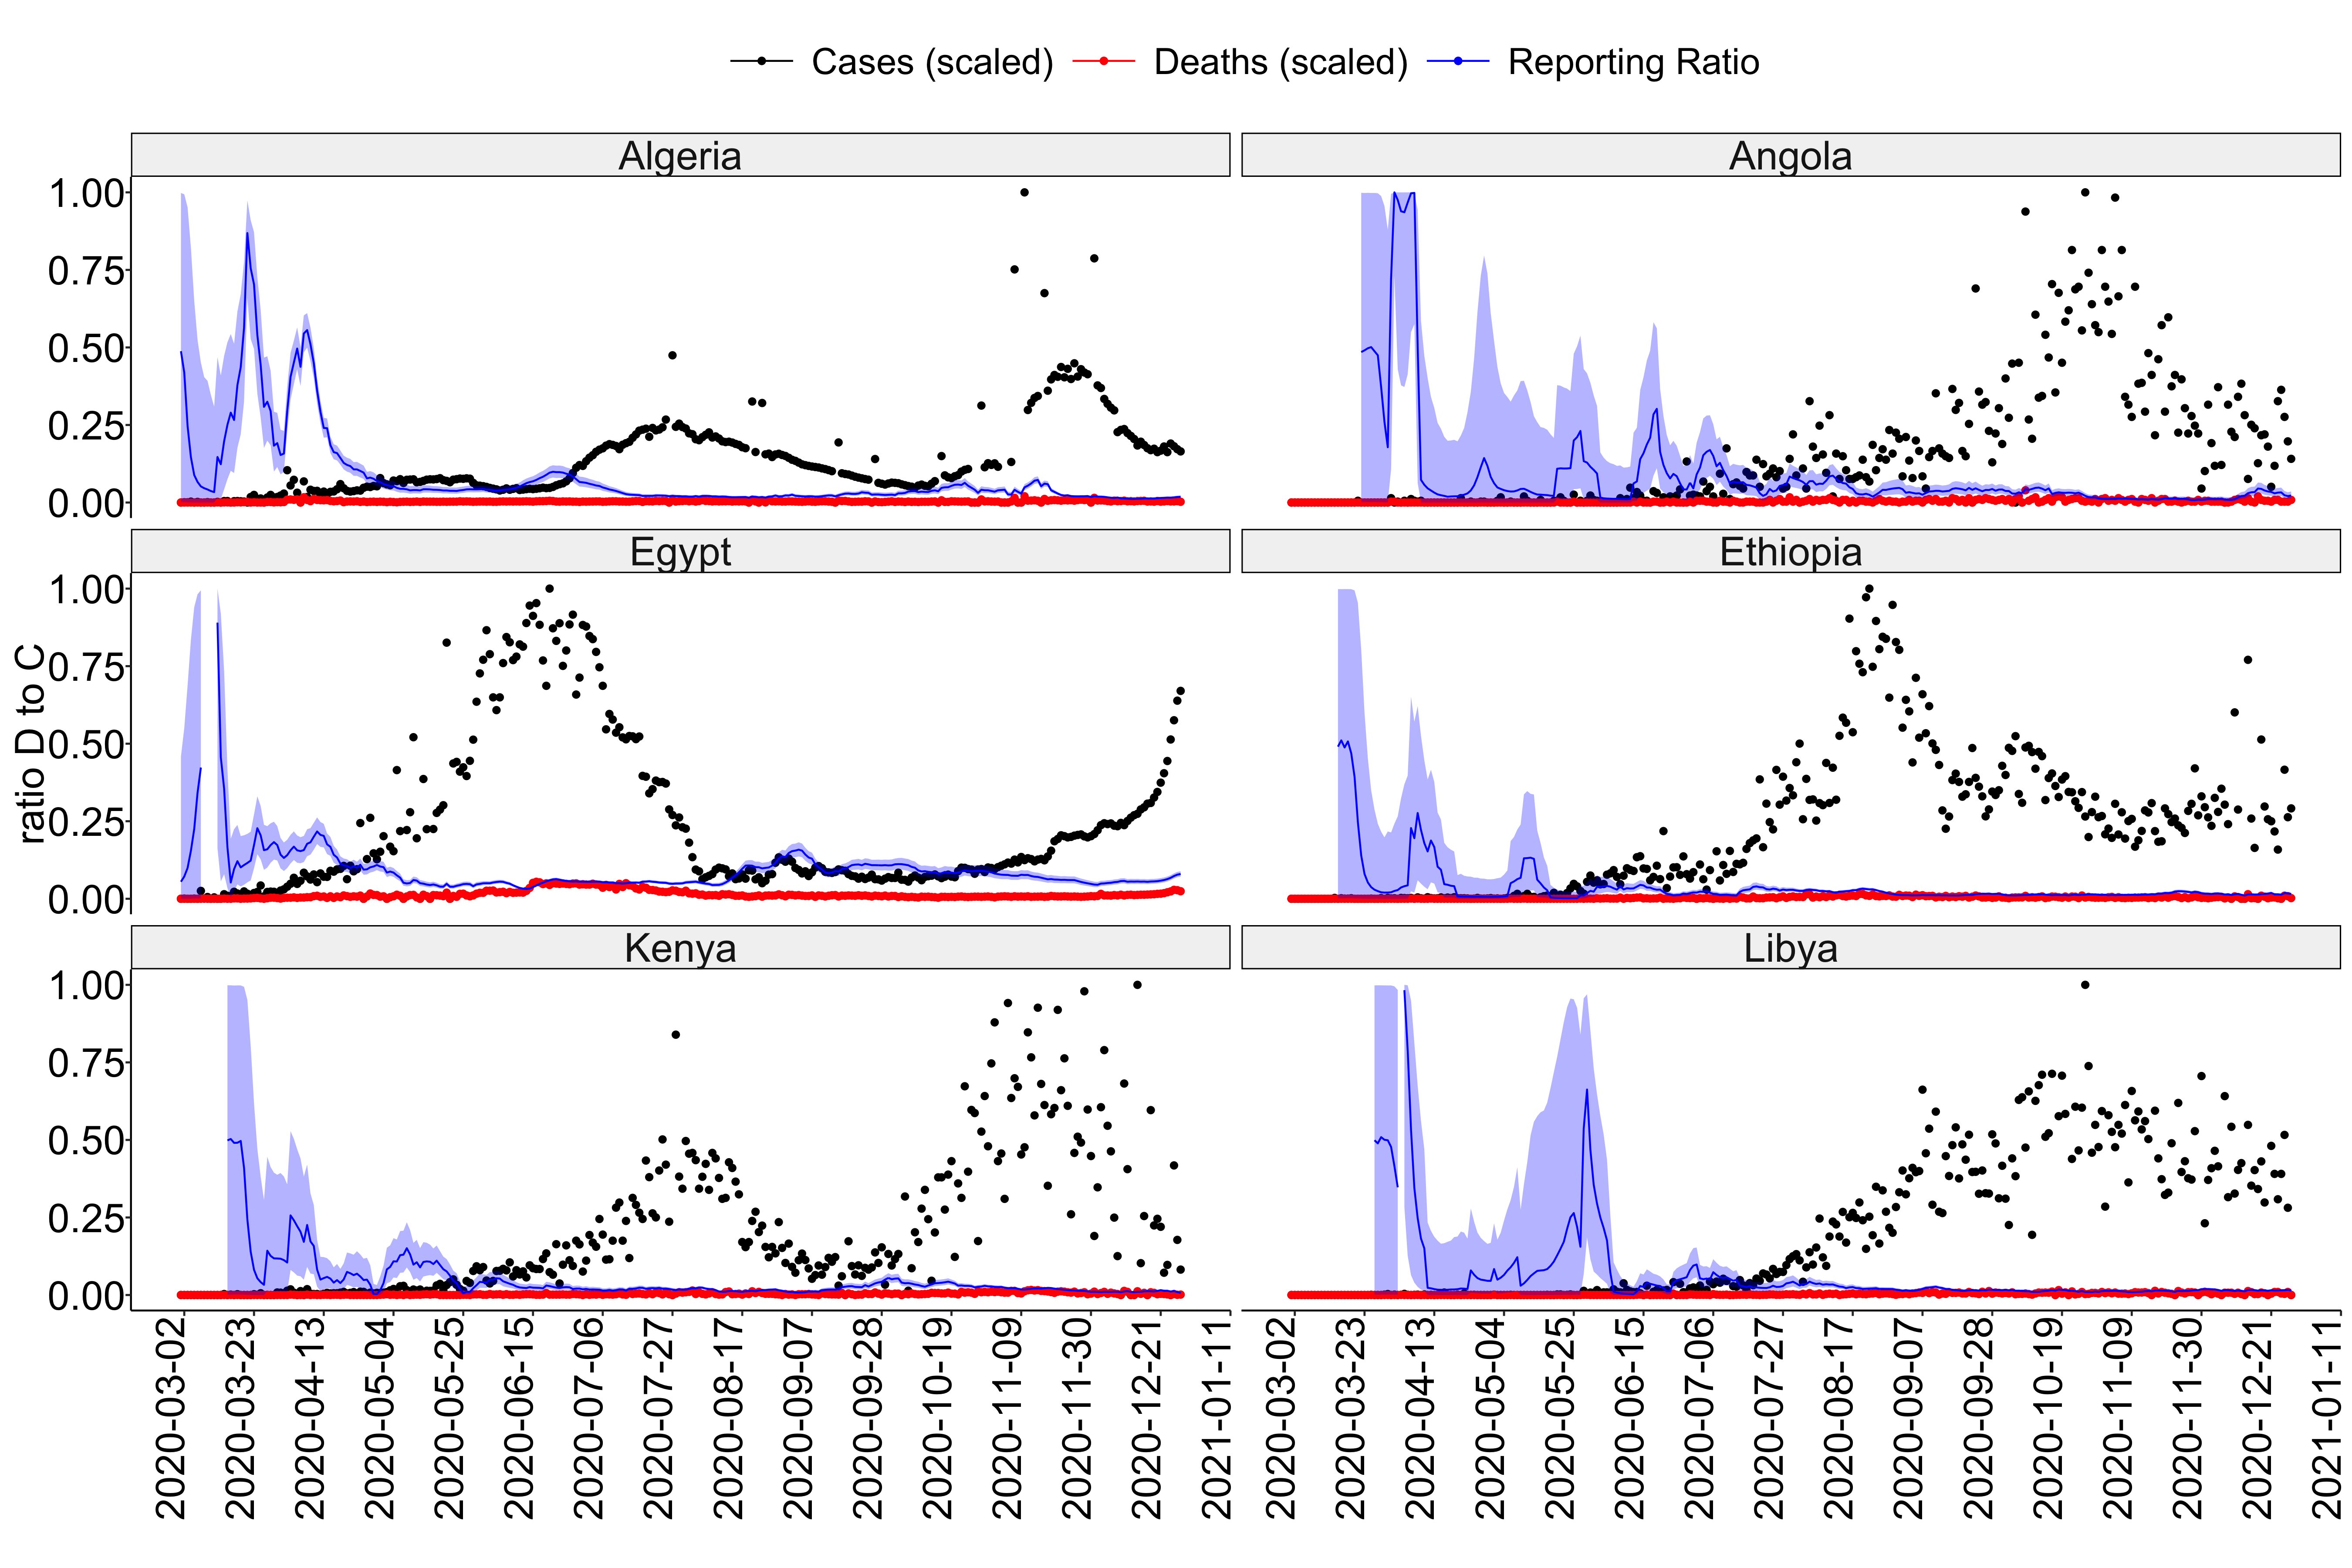 Cases (scaled) Deaths (scaled) Reporting Ratio
Algeria Angola
1.00
0.75
0.50
0.25
0.00
Egypt Ethiopia
1.00
0.75
0.50
0.25
0.00
ratio D to C
Kenya Libya
1.00
0.75
0.50
0.25
0.00
2020-03-02 2020-03-23 2020-04-13 2020-05-04 2020-05-25 2020-06-15 2020-07-06 2020-07-27 2020-08-17 2020-09-07 2020-09-28 2020-10-19 2020-11-09 2020-11-30 2020-12-21 2021-01-11
2020-03-02 2020-03-23 2020-04-13 2020-05-04 2020-05-25 2020-06-15 2020-07-06 2020-07-27 2020-08-17 2020-09-07 2020-09-28 2020-10-19 2020-11-09 2020-11-30 2020-12-21 2021-01-11